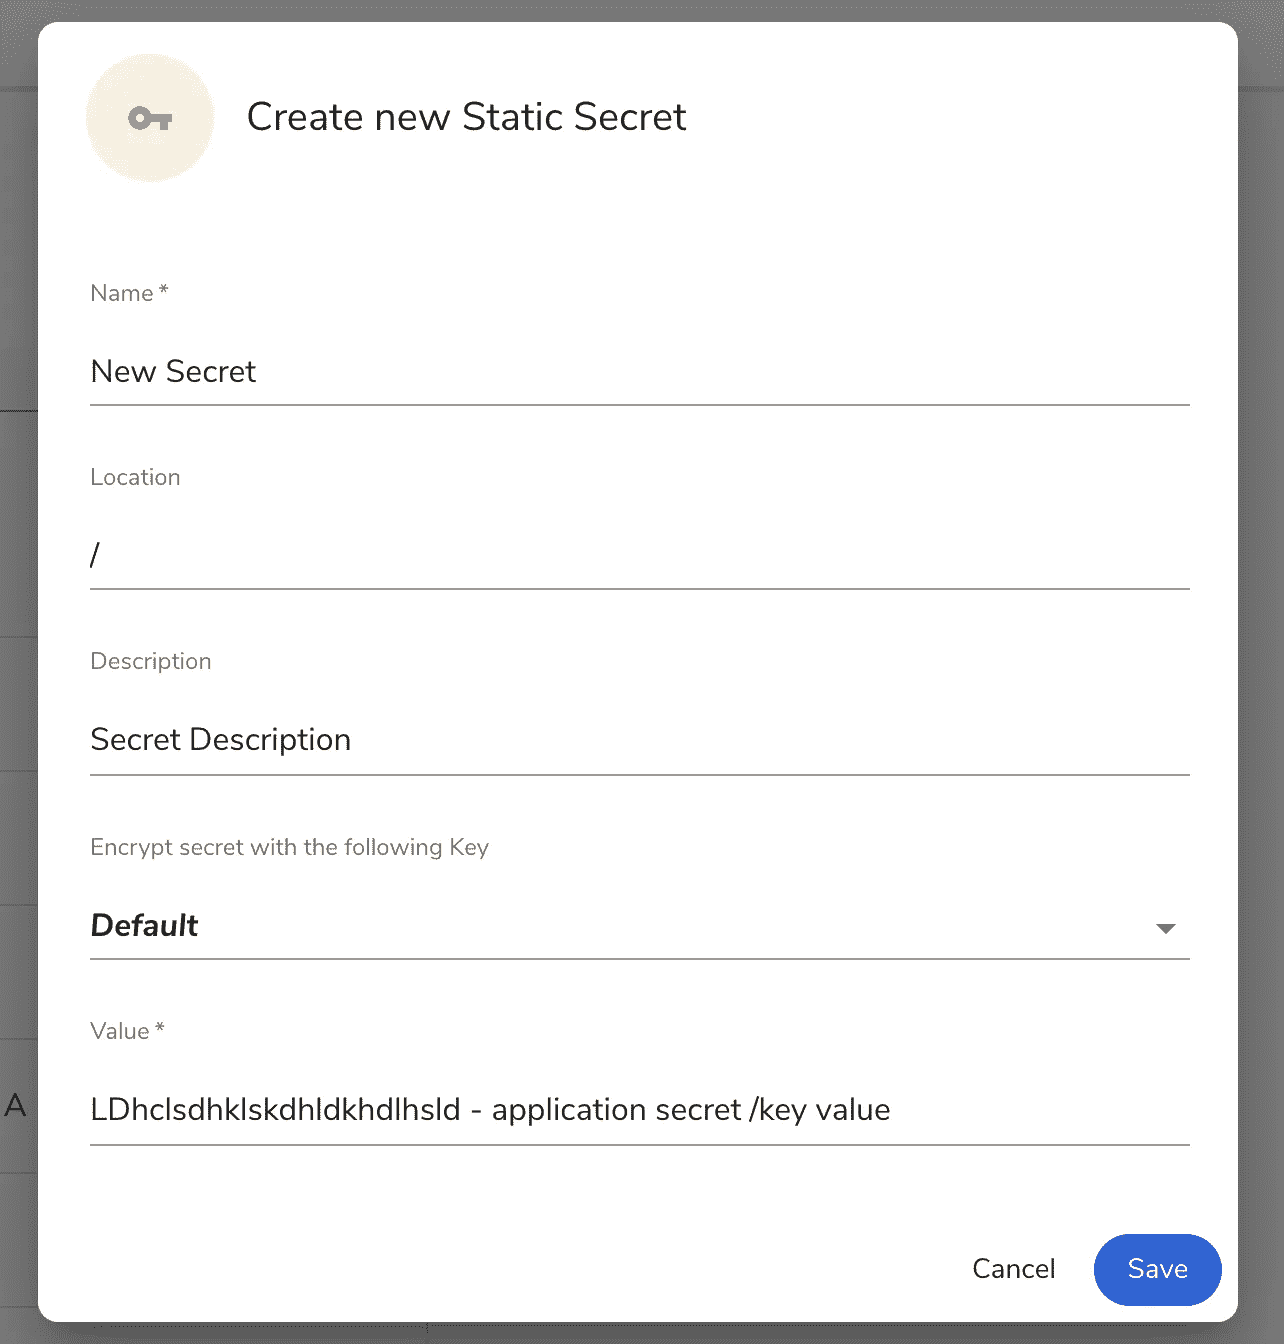 Create new Static Secret
Name *
New Secret
Location
/
Description
Secret Description
Encrypt secret with the following Key
Default
Value *
LDhclsdhklskdhldkhdlhsld - application secret /key value
A
Cancel
Save